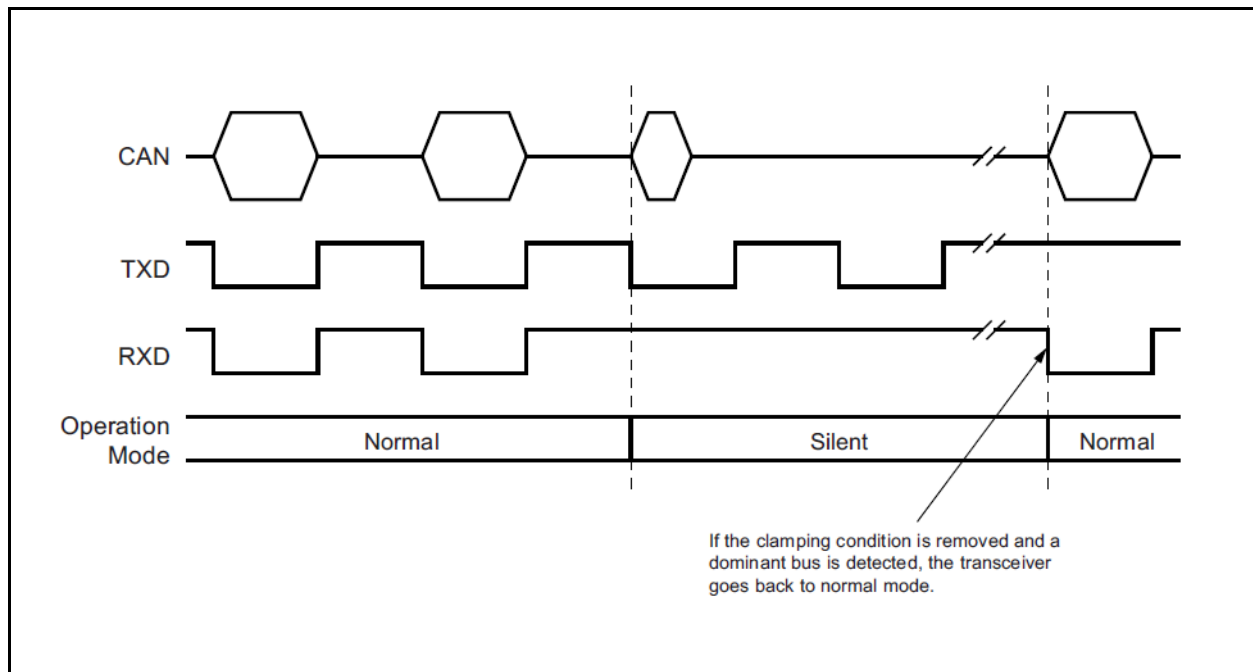 CAN
TXD
RXD
Operation
Mode
Normal
Silent
Normal
If the clamping condition is removed and a
dominant bus is detected, the transceiver
goes back to normal mode.